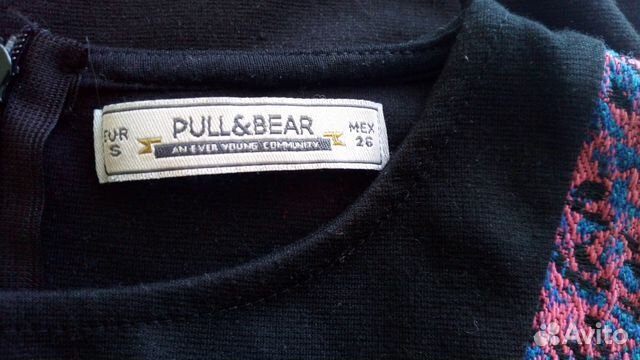 EUR
S
PULL&BEAR
AN EVER YOUNG COMMUNITY
MEX
26
Avito